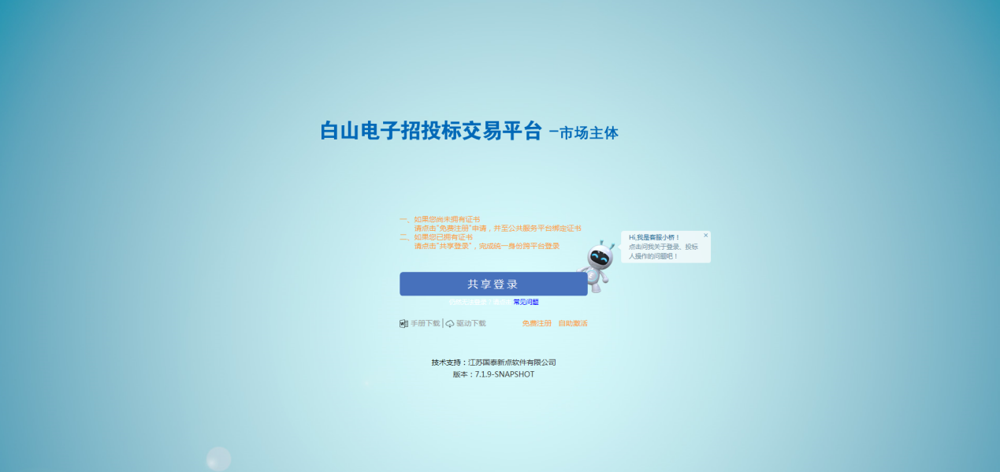 白山电子招投标交易平台 –市场主体
一、如果您尚未拥有证书
请点击"免费注册"申请，并至公共服务平台绑定证书
二、如果您已拥有证书
请点击"共享登录"，完成统一身份跨平台登录
Hi,我是客服小桥！
点击问我关于登录、投标
人操作的问题吧！
共享登录
常见问题
手册下载 驱动下载 免费注册 自助激活
技术支持：江苏国泰新点软件有限公司
版本：7.1.9-SNAPSHOT